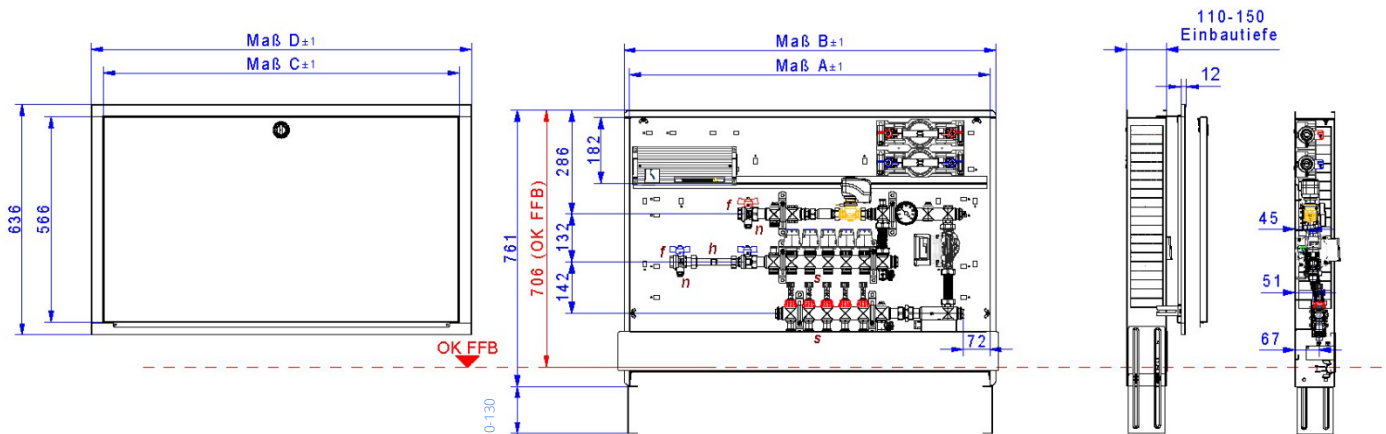 Maß D±1
Maß C±1
636
566
OK FFB
Maß B±1
Maß A±1
761
706 (OK FFB)
286
182
132
142
f
n
f
h
n
s
s
72
0-130
110-150
Einbautiefe
12
45
51
67